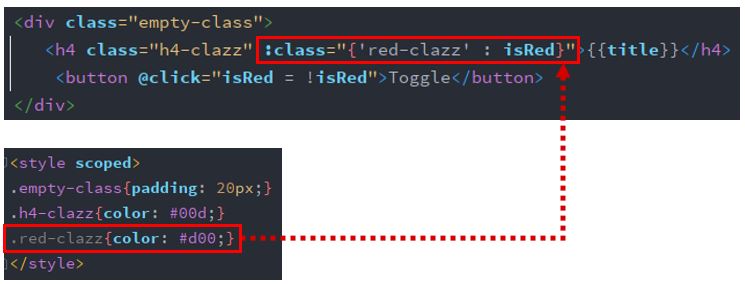 <div class="empty-class">
<h4 class="h4-clazz" :class="{'red-clazz' : isRed}">{{title}}</h4>
<button @click="isRed = !isRed">Toggle</button>
</div>
<style scoped>
.empty-class{padding: 20px;}
.h4-clazz{color: #00d;}
.red-clazz{color: #d00;}
</style>